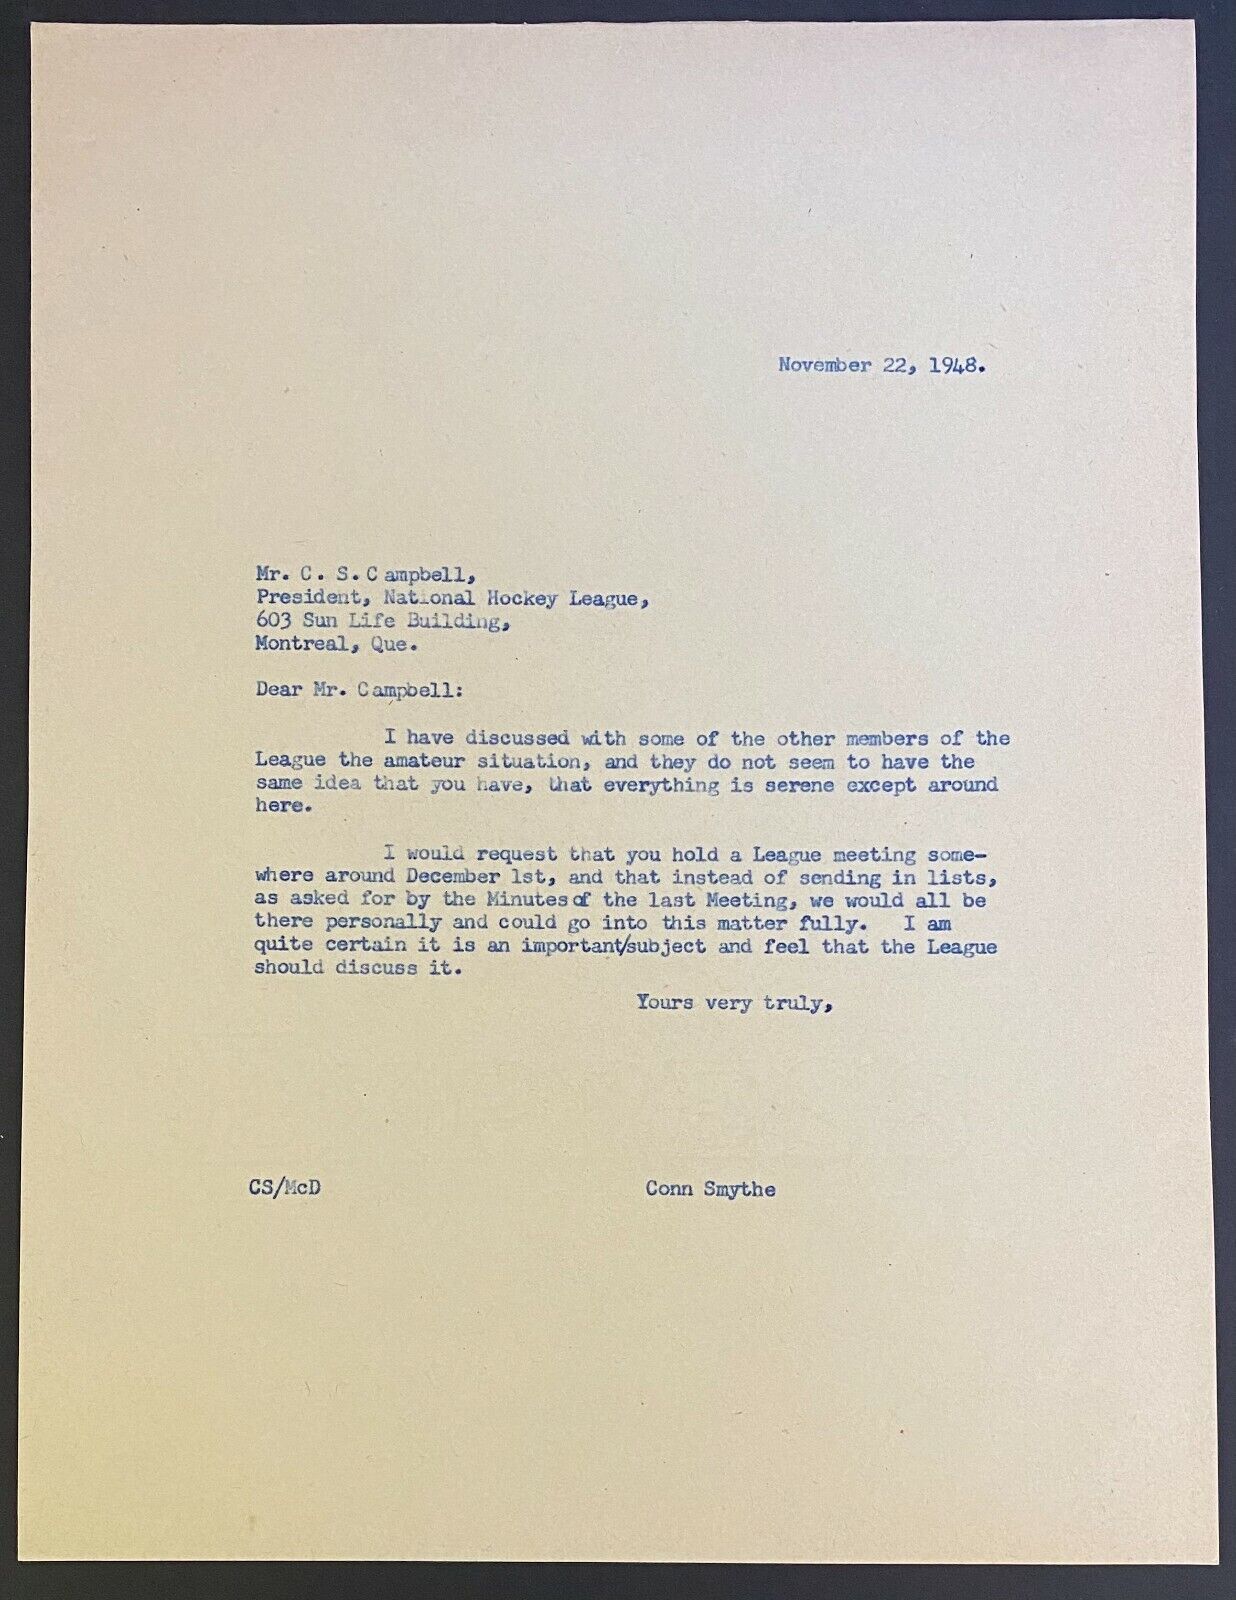 November 22, 1948.
Mr. C. S. C ampbell,
President, National Hockey League,
603 Sun Life Building,
Montreal, Que.
Dear Mr. Campbell:
I have discussed with some of the other members of the
League the amateur situation, and they do not seem to have the
same idea that you have, that everything is serene except around
here.
I would request that you hold a League meeting some-
where around December 1st, and that instead of sending in lists,
as asked for by the Minutes of the last Meeting, we would all be
there personally and could go into this matter fully. I am
quite certain it is an important/subject and feel that the League
should discuss it.
Yours very truly,
CS/McD Conn Smythe